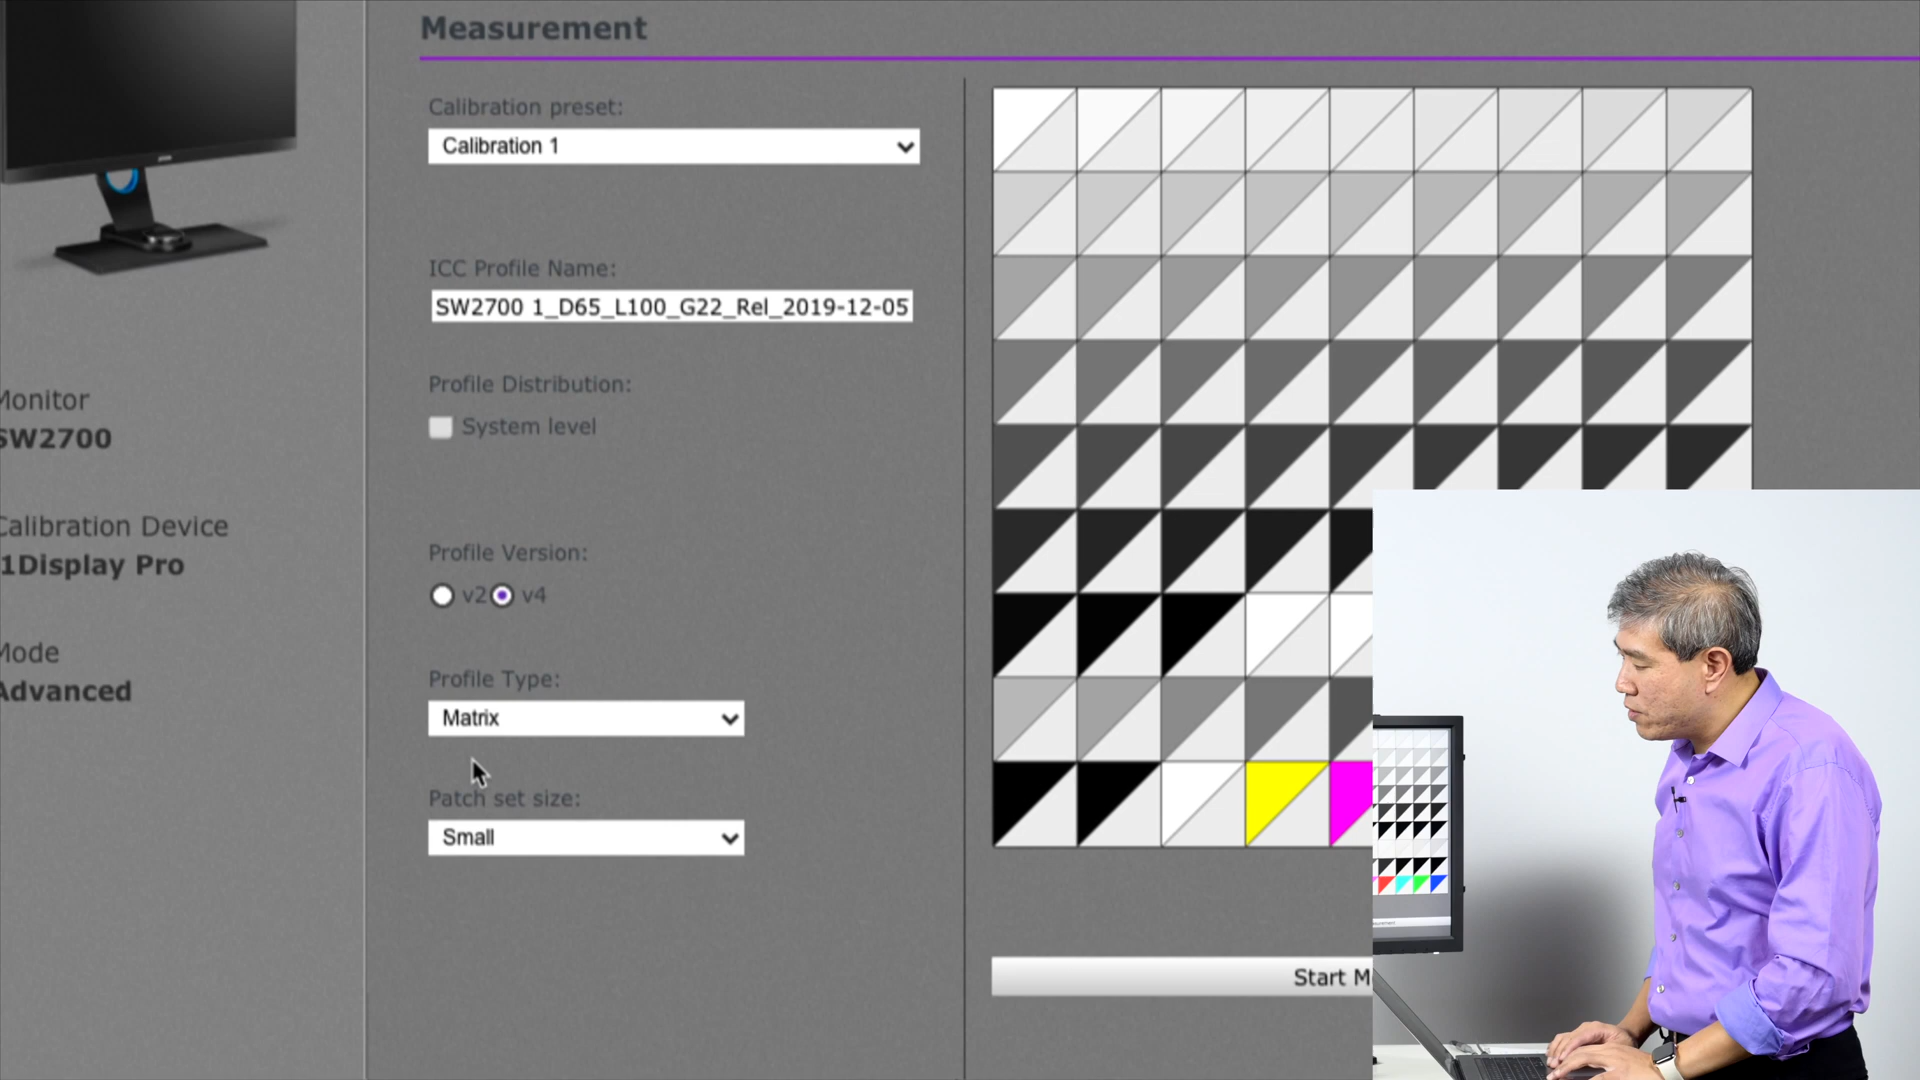 Measurement
Calibration preset:
Calibration 1
ICC Profile Name:
SW2700 1_D65_L100_G22_Rel_2019-12-05
Profile Distribution:
System level
Monitor
SW2700
Calibration Device
1Display Pro
Profile Version:
v2 v4
Mode
Advanced
Profile Type:
Matrix
Patch set size:
Small
Start M